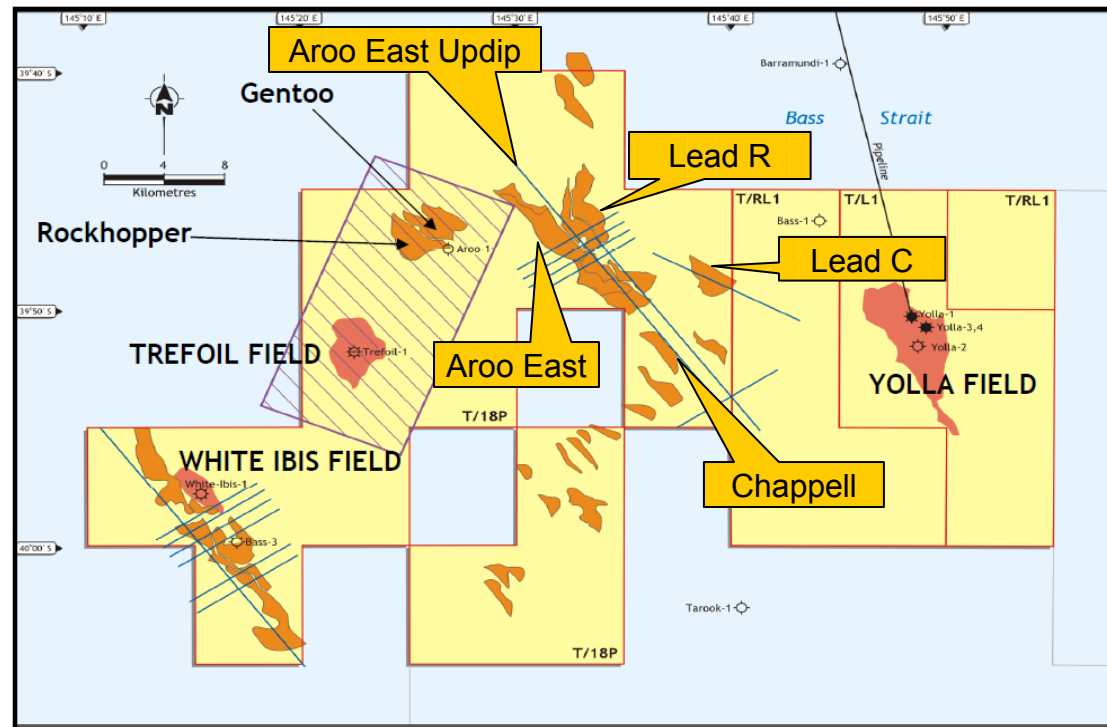 145°10' E
145°20' E
145°30' E
145°40' E
145°50' E
39°40' S
39°50' S
40°00' S
N
0 4 8
Kilometres
Aroo East Updip
Gentoo
Rockhopper
Lead R
Lead C
Aroo East
Chappell
Barramundi-1
Bass Strait
Pipeline
T/RL1
T/L1
T/RL1
Bass-1
Aroo-1
Yolla-1
Yolla-3,4
Yolla-2
YOLLA FIELD
TREFOIL FIELD
Trefoil-1
T/18P
WHITE IBIS FIELD
White-Ibis-1
Bass-3
Tarook-1
T/18P